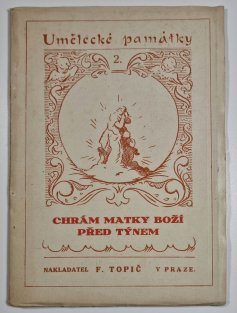 Umělecké památky
2.
CHRÁM MATKY BOŽÍ
PŘED TÝNEM
NAKLADATEL F. TOPIČ V PRAZE.